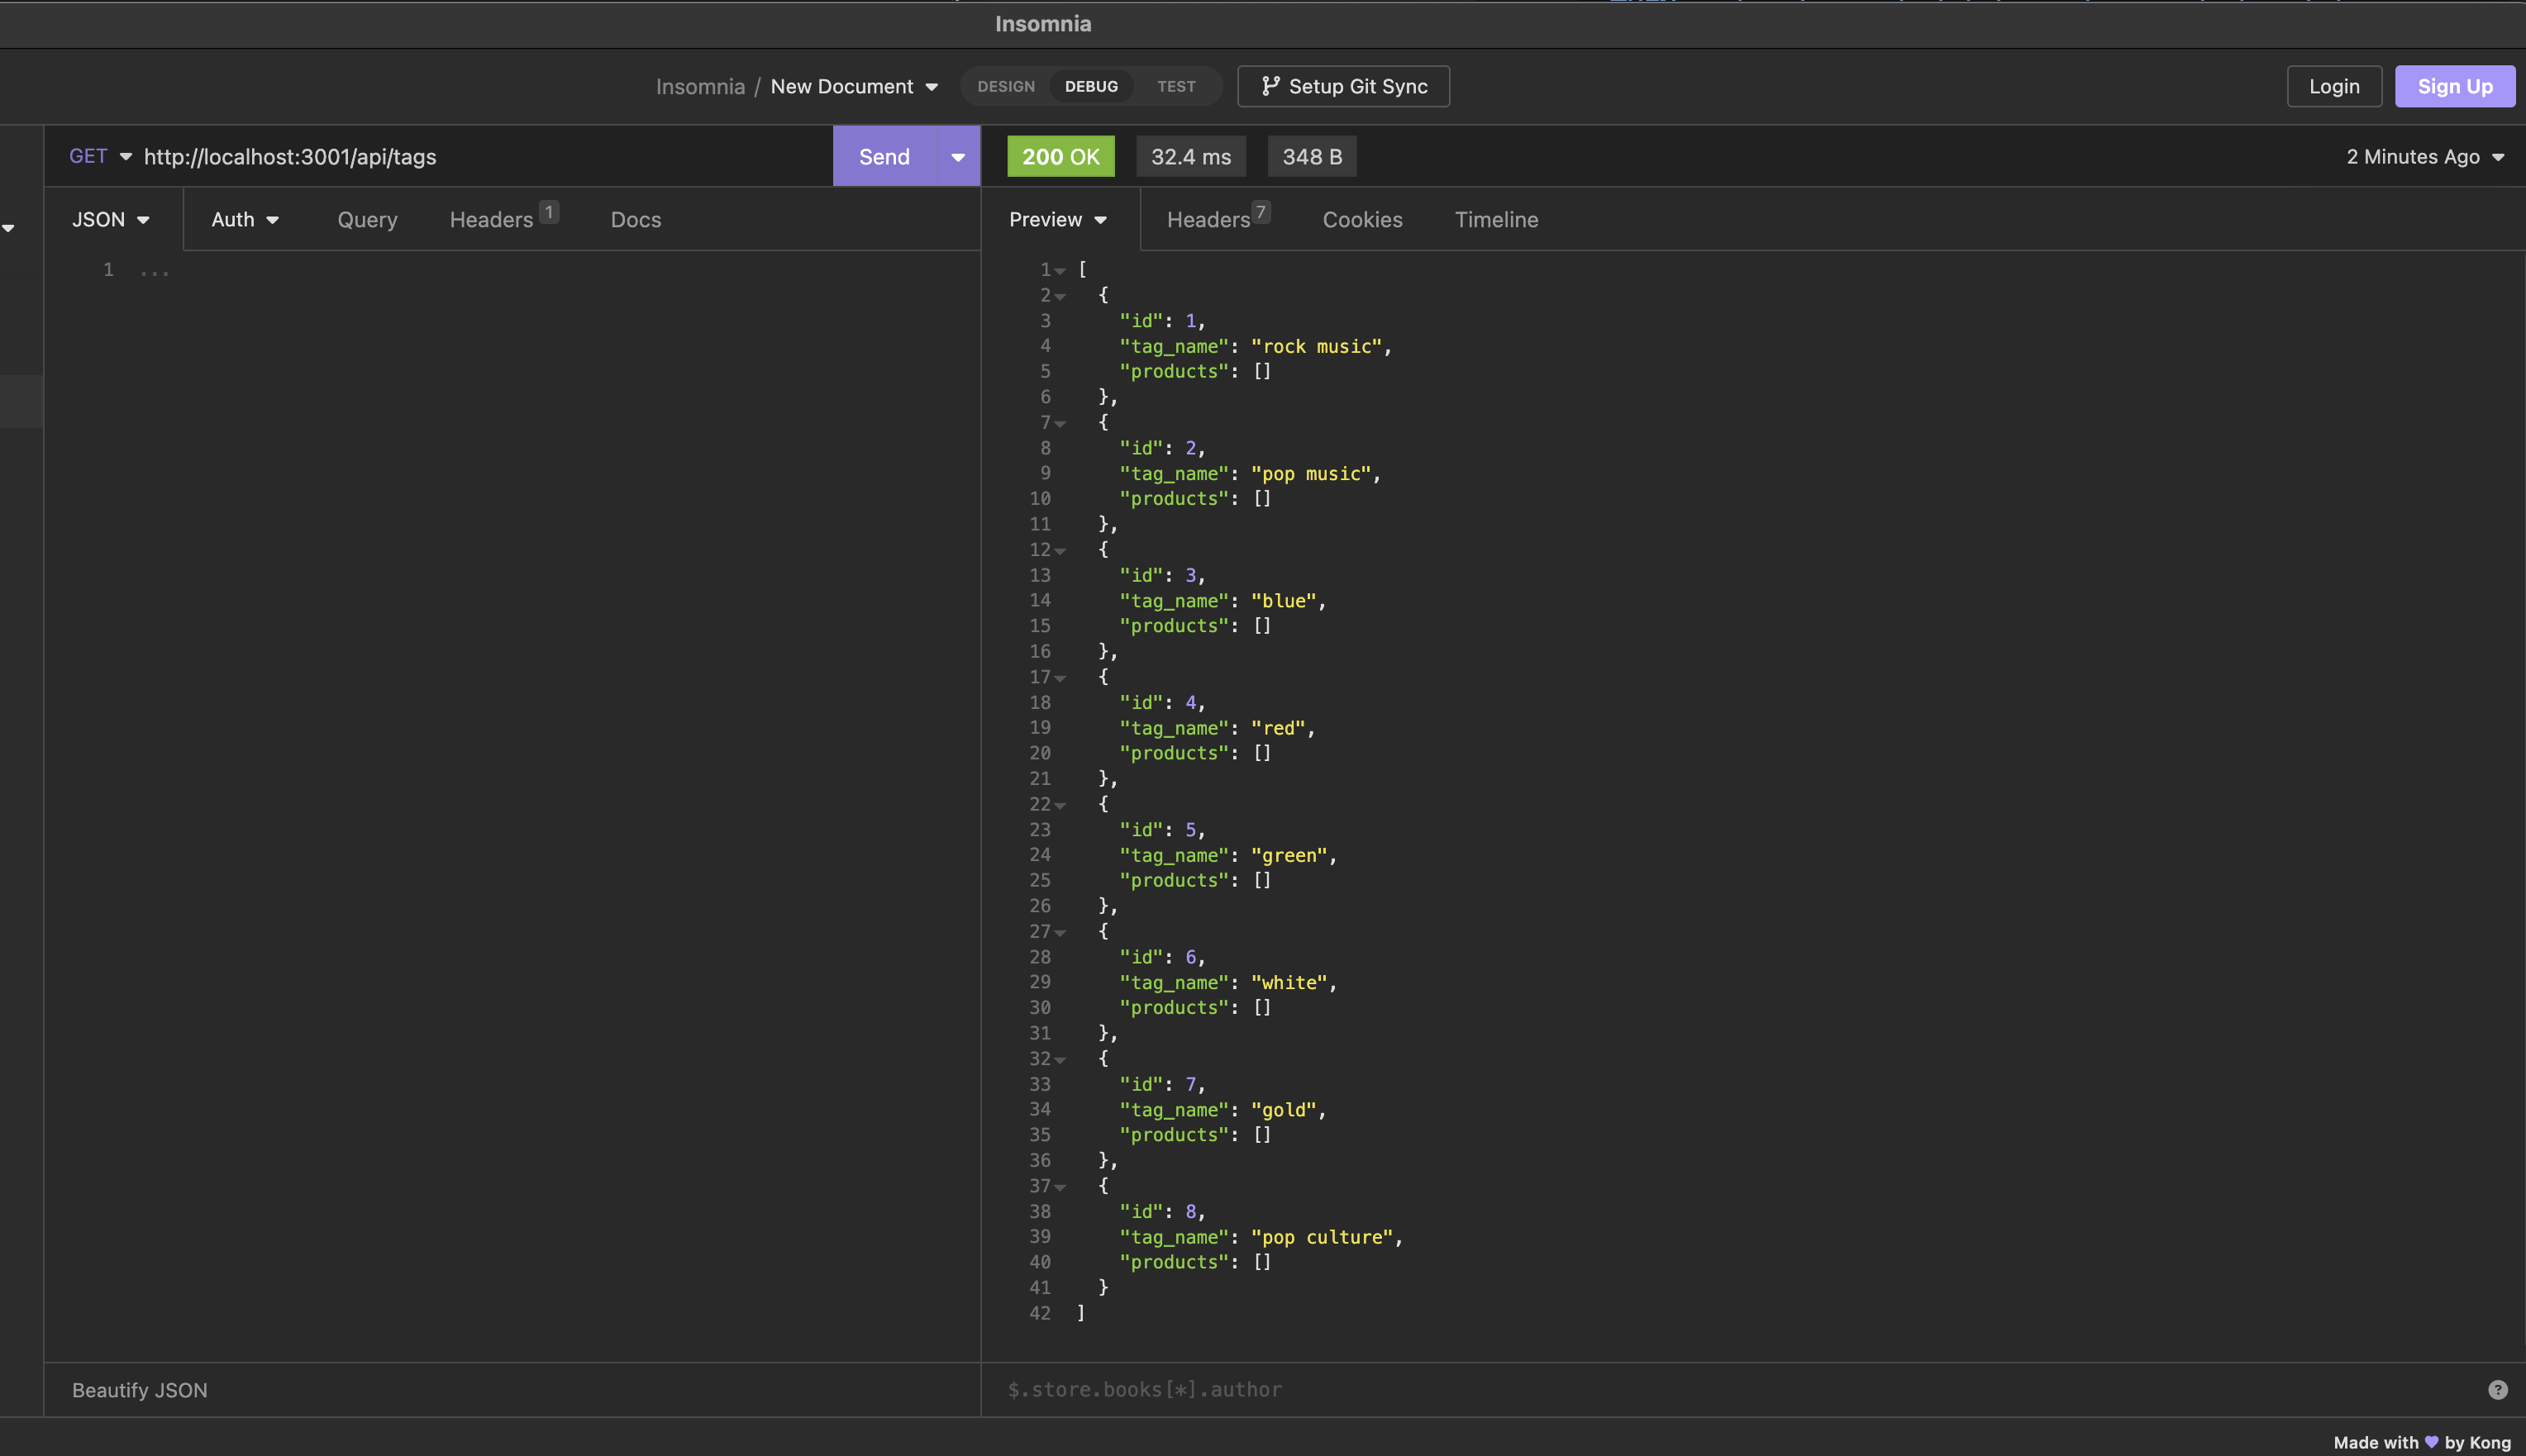 Insomnia
Insomnia / New Document DESIGN DEBUG TEST Setup Git Sync Login Sign Up
GET http://localhost:3001/api/tags Send 200 OK 32.4 ms 348 B 2 Minutes Ago
JSON Auth Query Headers 1 Docs Preview Headers 7 Cookies Timeline
1 ...
1 [
2 {
3 "id": 1,
4 "tag_name": "rock music",
5 "products": []
6 },
7 {
8 "id": 2,
9 "tag_name": "pop music",
10 "products": []
11 },
12 {
13 "id": 3,
14 "tag_name": "blue",
15 "products": []
16 },
17 {
18 "id": 4,
19 "tag_name": "red",
20 "products": []
21 },
22 {
23 "id": 5,
24 "tag_name": "green",
25 "products": []
26 },
27 {
28 "id": 6,
29 "tag_name": "white",
30 "products": []
31 },
32 {
33 "id": 7,
34 "tag_name": "gold",
35 "products": []
36 },
37 {
38 "id": 8,
39 "tag_name": "pop culture",
40 "products": []
41 }
42 ]
Beautify JSON $.store.books[*].author ?
Made with 💜 by Kong